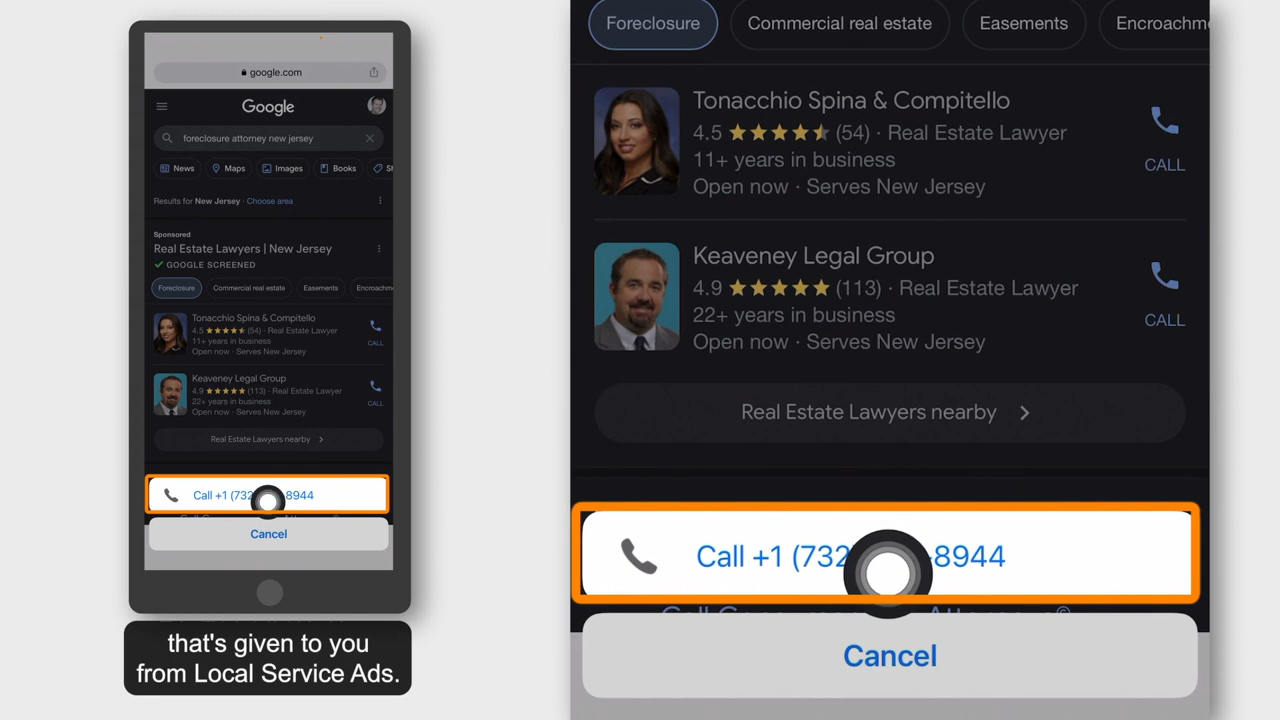 google.com
Google
foreclosure attorney new jersey
News Maps Images Books
Results for New Jersey · Choose area
Sponsored
Real Estate Lawyers | New Jersey
GOOGLE SCREENED
Foreclosure Commercial real estate Easements Encroachm
Tonacchio Spina & Compitello
4.5 (54) · Real Estate Lawyer
11+ years in business
Open now · Serves New Jersey
CALL
Keaveney Legal Group
4.9 (113) · Real Estate Lawyer
22+ years in business
Open now · Serves New Jersey
CALL
Real Estate Lawyers nearby
Call +1 (732 8944
Cancel
that's given to you
from Local Service Ads.
Foreclosure Commercial real estate Easements Encroachm
Tonacchio Spina & Compitello
4.5 (54) · Real Estate Lawyer
11+ years in business
Open now · Serves New Jersey
CALL
Keaveney Legal Group
4.9 (113) · Real Estate Lawyer
22+ years in business
Open now · Serves New Jersey
CALL
Real Estate Lawyers nearby
Call +1 (732 -8944
Cancel